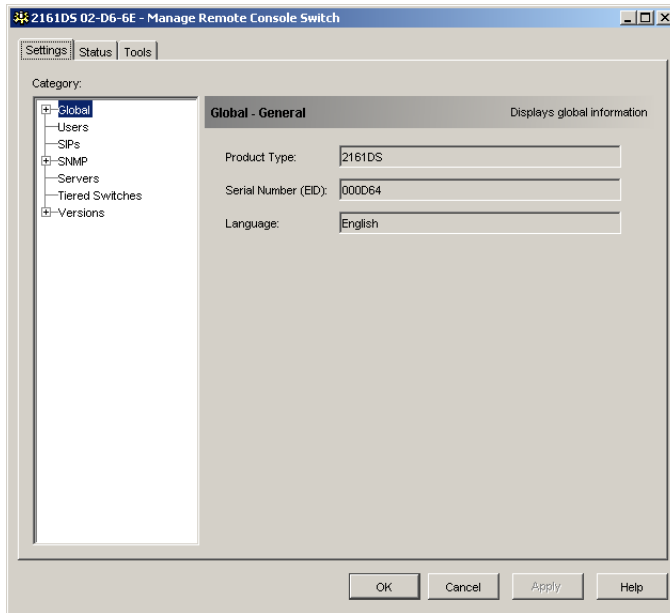 2161DS 02-D6-6E - Manage Remote Console Switch
Settings Status Tools
Category:
Global
Users
SIPs
SNMP
Servers
Tiered Switches
Versions
Global - General Displays global information
Product Type: 2161DS
Serial Number (EID): 000D64
Language: English
OK Cancel Apply Help